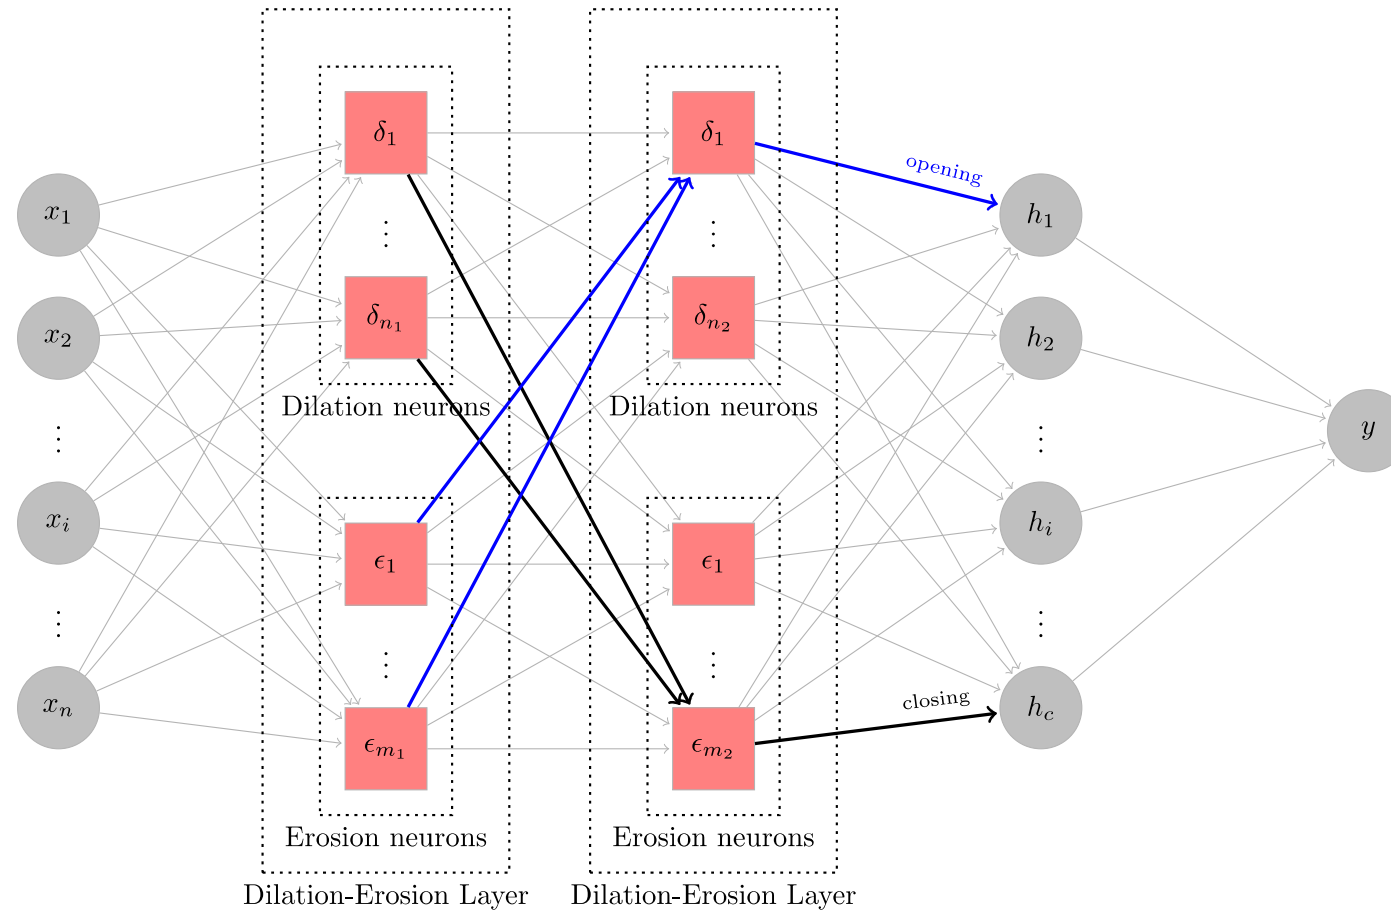 x₁
x₂
⋮
xᵢ
⋮
xₙ
δ₁
⋮
δₙ₁
Dilation neurons
ϵ₁
⋮
ϵₘ₁
Erosion neurons
Dilation-Erosion Layer
δ₁
⋮
δₙ₂
Dilation neurons
ϵ₁
⋮
ϵₘ₂
Erosion neurons
Dilation-Erosion Layer
opening
closing
h₁
h₂
⋮
hᵢ
⋮
h_c
y